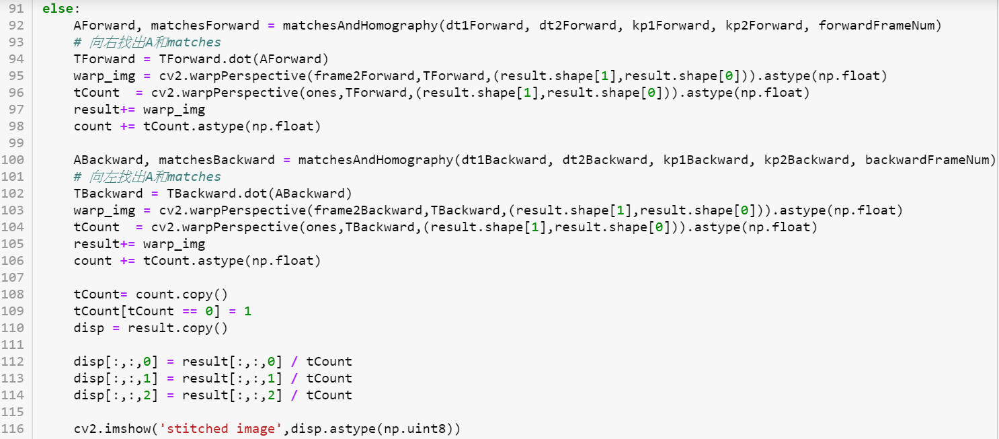 91 else:
92 AForward, matchesForward = matchesAndHomography(dt1Forward, dt2Forward, kp1Forward, kp2Forward, forwardFrameNum)
93 # 向右找出A和matches
94 TForward = TForward.dot(AForward)
95 warp_img = cv2.warpPerspective(frame2Forward,TForward,(result.shape[1],result.shape[0])).astype(np.float)
96 tCount  = cv2.warpPerspective(ones,TForward,(result.shape[1],result.shape[0])).astype(np.float)
97 result+= warp_img
98 count += tCount.astype(np.float)
99
100 ABackward, matchesBackward = matchesAndHomography(dt1Backward, dt2Backward, kp1Backward, kp2Backward, backwardFrameNum)
101 # 向左找出A和matches
102 TBackward = TBackward.dot(ABackward)
103 warp_img = cv2.warpPerspective(frame2Backward,TBackward,(result.shape[1],result.shape[0])).astype(np.float)
104 tCount  = cv2.warpPerspective(ones,TBackward,(result.shape[1],result.shape[0])).astype(np.float)
105 result+= warp_img
106 count += tCount.astype(np.float)
107
108 tCount= count.copy()
109 tCount[tCount == 0] = 1
110 disp = result.copy()
111
112 disp[:,:,0] = result[:,:,0] / tCount
113 disp[:,:,1] = result[:,:,1] / tCount
114 disp[:,:,2] = result[:,:,2] / tCount
115
116 cv2.imshow('stitched image',disp.astype(np.uint8))